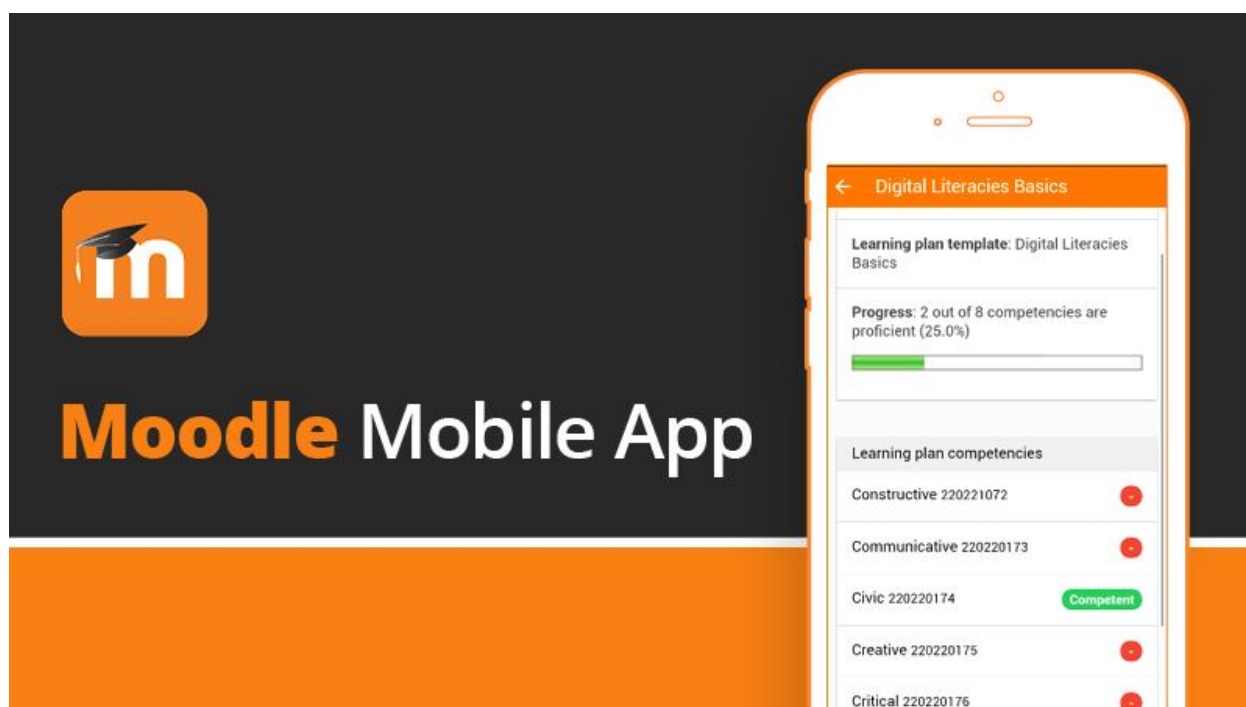 m
Moodle Mobile App
Digital Literacies Basics
Learning plan template: Digital Literacies
Basics
Progress: 2 out of 8 competencies are
proficient (25.0%)
Learning plan competencies
Constructive 220221072
-
Communicative 220220173
-
Civic 220220174
Competent
Creative 220220175
-
Critical 220220176
-